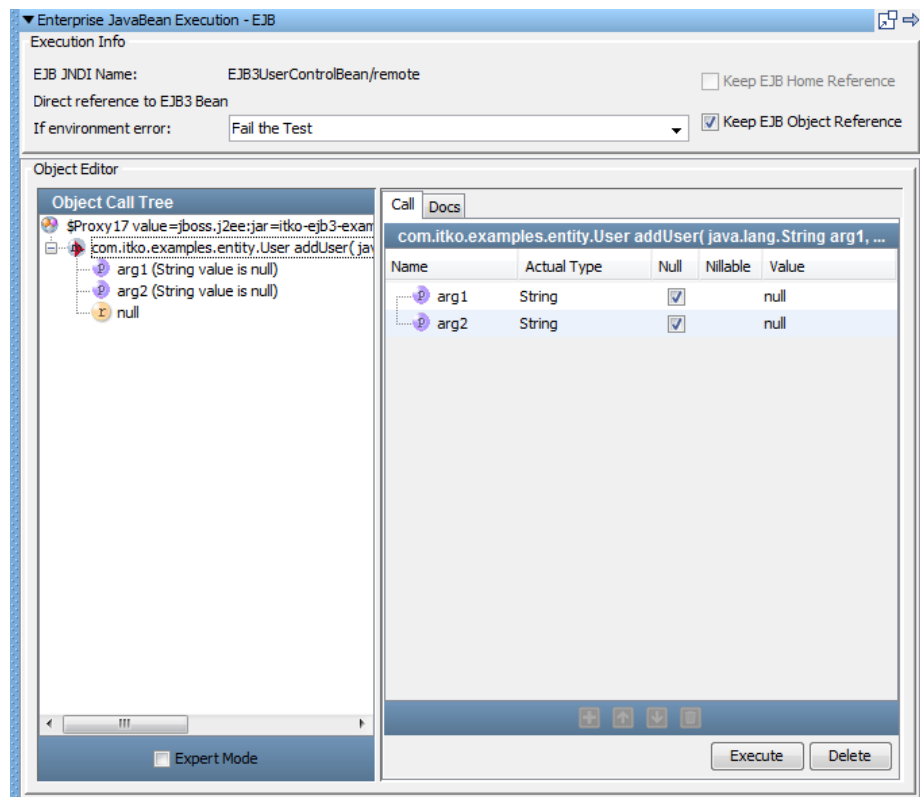 Enterprise JavaBean Execution - EJB
Execution Info
EJB JNDI Name: EJB3UserControlBean/remote
Keep EJB Home Reference
Direct reference to EJB3 Bean
If environment error: Fail the Test
Keep EJB Object Reference
Object Editor
Object Call Tree
$Proxy17 value=jboss.j2ee:jar=itko-ejb3-exam
com.itko.examples.entity.User addUser( jav
arg1 (String value is null)
arg2 (String value is null)
r null
Expert Mode
Call Docs
com.itko.examples.entity.User addUser( java.lang.String arg1, ...
Name Actual Type Null Nillable Value
P arg1 String null
P arg2 String null
Execute Delete